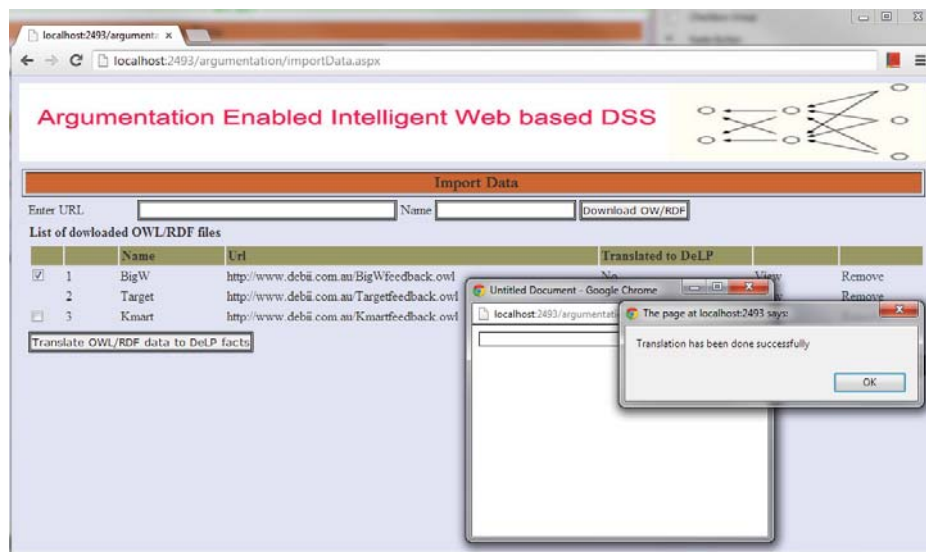 localhost:2493/argumenta
localhost:2493/argumentation/importData.aspx
Argumentation Enabled Intelligent Web based DSS
Import Data
Enter URL Name Download OW/RDF
List of dowloaded OWL/RDF files
Name Url Translated to DeLP
1 BigW http://www.debii.com.au/BigWfeedback.owl No View Remove
2 Target http://www.debii.com.au/Targetfeedback.owl Remove
3 Kmart http://www.debii.com.au/Kmartfeedback.owl
Translate OWL/RDF data to DeLP facts
Untitled Document - Google Chrome
localhost:2493/argumentati
The page at localhost:2493 says:
Translation has been done successfully
OK